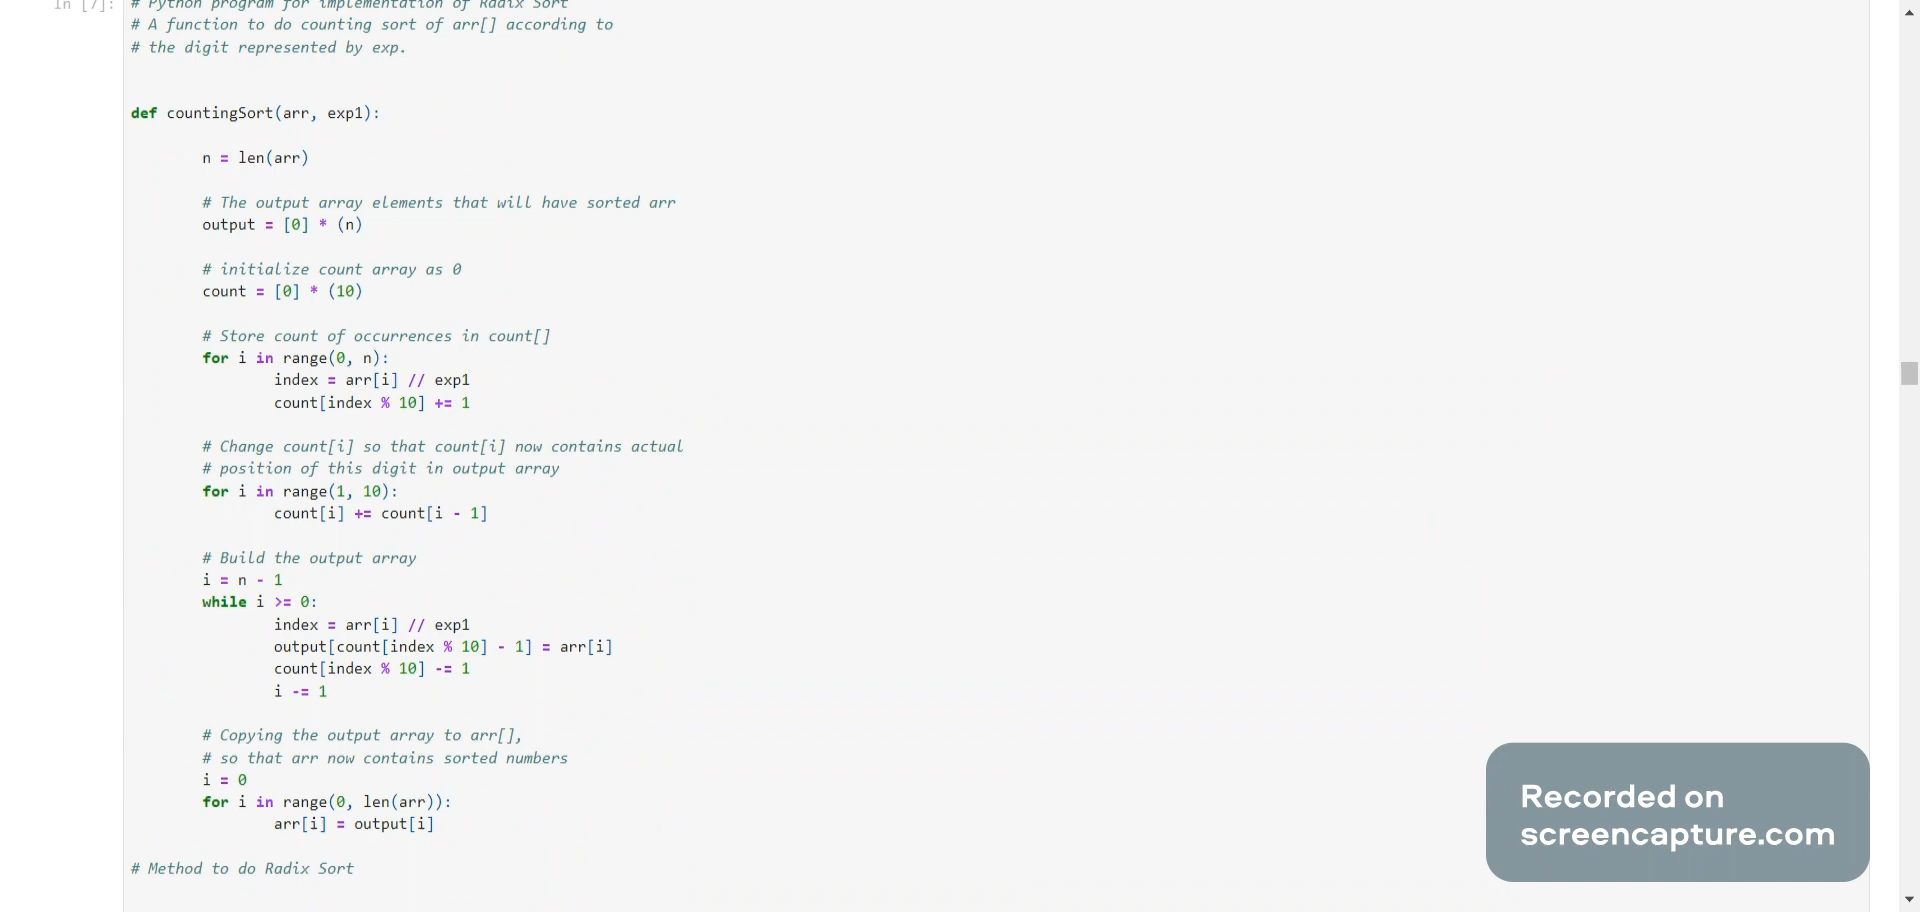 In [7]:
# Python program for implementation of Radix Sort
# A function to do counting sort of arr[] according to
# the digit represented by exp.
def countingSort(arr, exp1):
n = len(arr)
# The output array elements that will have sorted arr
output = [0] * (n)
# initialize count array as 0
count = [0] * (10)
# Store count of occurrences in count[]
for i in range(0, n):
index = arr[i] // exp1
count[index % 10] += 1
# Change count[i] so that count[i] now contains actual
# position of this digit in output array
for i in range(1, 10):
count[i] += count[i - 1]
# Build the output array
i = n - 1
while i >= 0:
index = arr[i] // exp1
output[count[index % 10] - 1] = arr[i]
count[index % 10] -= 1
i -= 1
# Copying the output array to arr[],
# so that arr now contains sorted numbers
i = 0
for i in range(0, len(arr)):
arr[i] = output[i]
# Method to do Radix Sort
Recorded on
screencapture.com